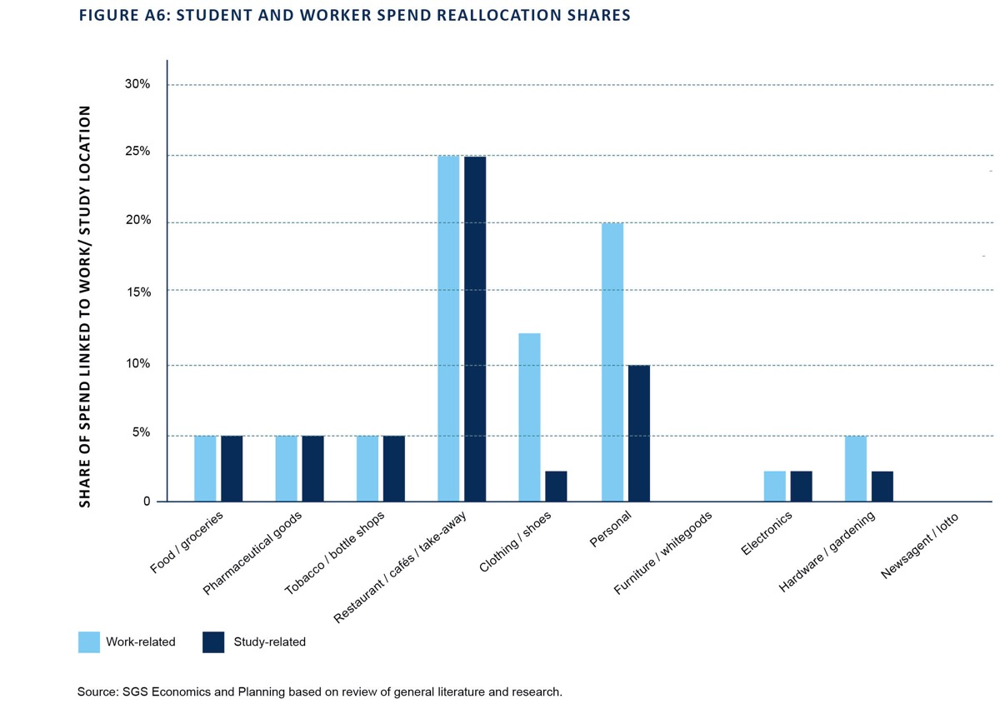 FIGURE A6: STUDENT AND WORKER SPEND REALLOCATION SHARES
SHARE OF SPEND LINKED TO WORK/ STUDY LOCATION
30%
25%
20%
15%
10%
5%
0
Food / groceries
Pharmaceutical goods
Tobacco / bottle shops
Restaurant / cafés / take-away
Clothing / shoes
Personal
Furniture / whitegoods
Electronics
Hardware / gardening
Newsagent / lotto
Work-related
Study-related
Source: SGS Economics and Planning based on review of general literature and research.